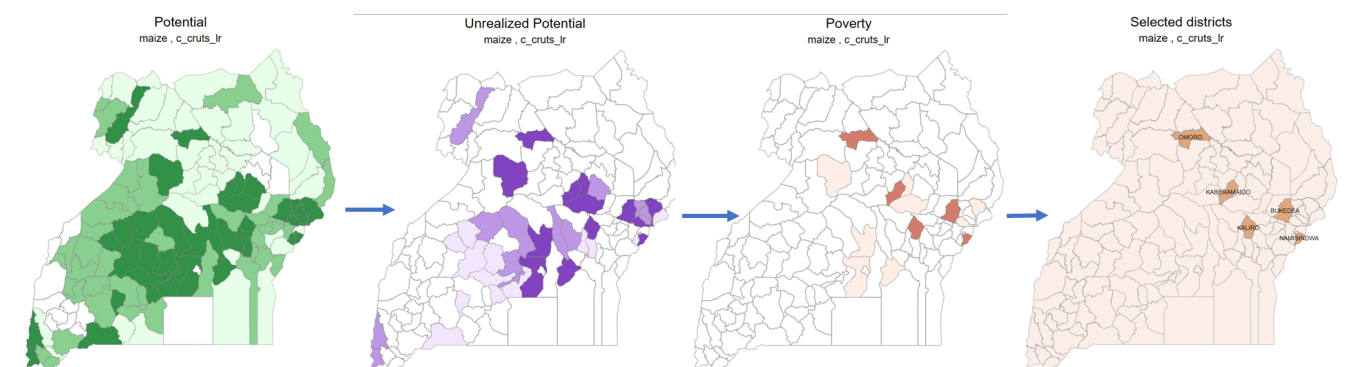 Potential
maize , c_cruts_lr
Unrealized Potential
maize , c_cruts_lr
Poverty
maize , c_cruts_lr
Selected districts
maize , c_cruts_lr
OMORO
KABERAMAIDO
BUKEDEA
KALIRO
NAMISINDWA